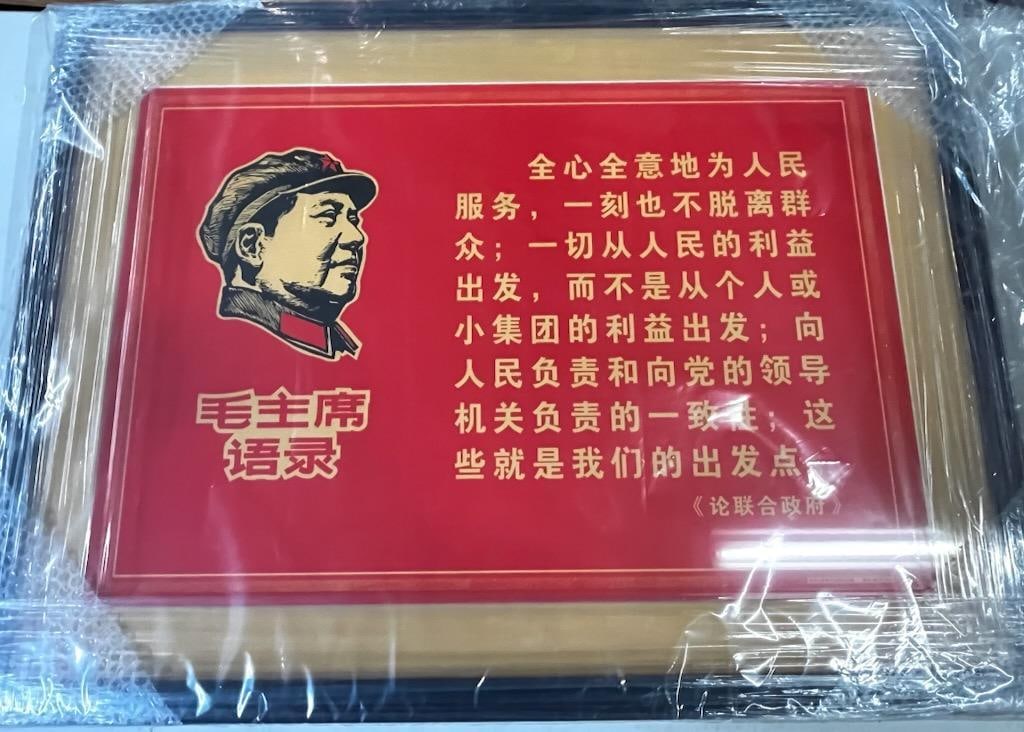 毛主席
语录
全心全意地为人民
服务，一刻也不脱离群
众；一切从人民的利益
出发，而不是从个人或
小集团的利益出发；向
人民负责和向党的领导
机关负责的一致性；这
些就是我们的出发点。
《论联合政府》